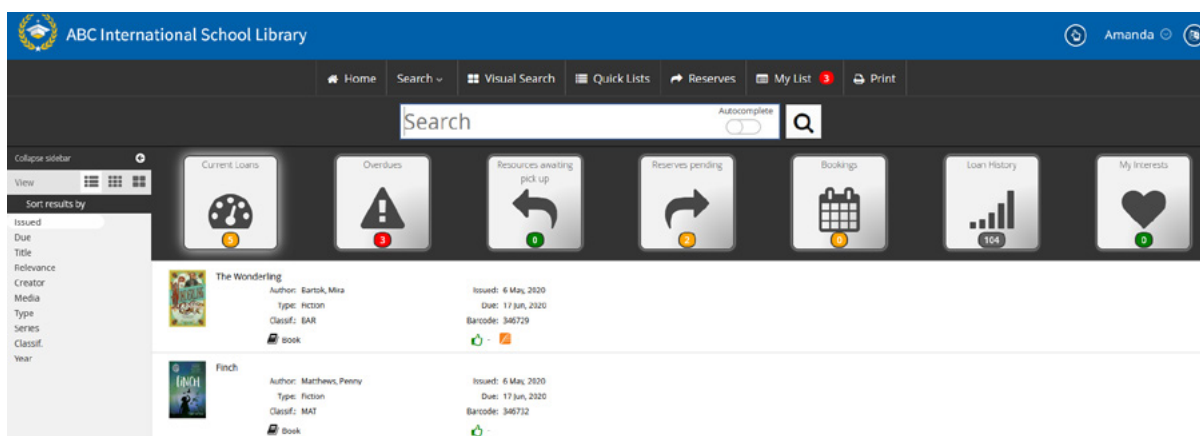 ABC International School Library
Amanda
Home Search Visual Search Quick Lists Reserves My List 3 Print
Search
Autocomplete
Collapse sidebar
View
Sort results by
Issued
Due
Title
Relevance
Creator
Media
Type
Series
Classif.
Year
Current Loans
5
Overdues
3
Resources awaiting
pick up
0
Reserves pending
2
Bookings
0
Loan History
104
My Interests
0
The Wonderling
Author: Bartok, Mira
Issued: 6 May, 2020
Type: Fiction
Due: 17 Jun, 2020
Classif.: BAR
Barcode: 346729
Book
-
Finch
FINCH
Author: Matthews, Penny
Issued: 6 May, 2020
Type: Fiction
Due: 17 Jun, 2020
Classif.: MAT
Barcode: 346732
Book
-